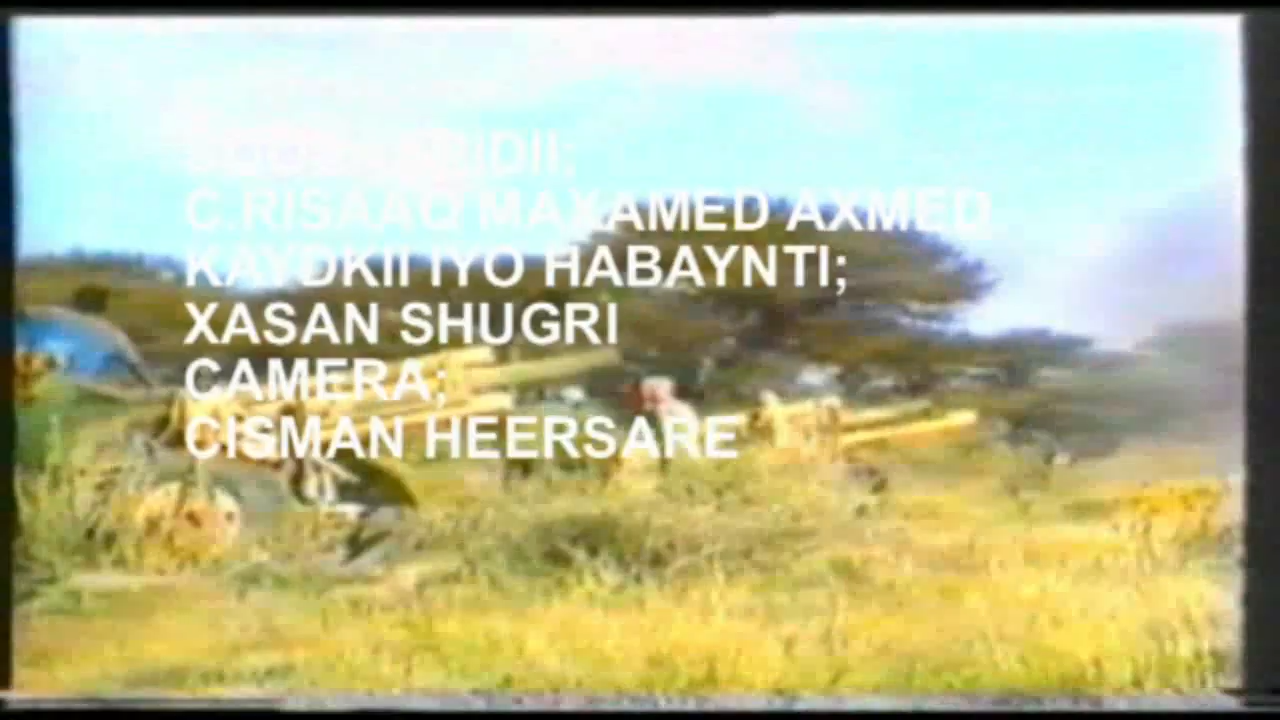 C.RISAAQ MAXAMED AXMED
KAYDKII IYO HABAYNTI;
XASAN SHUGRI
CAMERA;
CISMAN HEERSARE